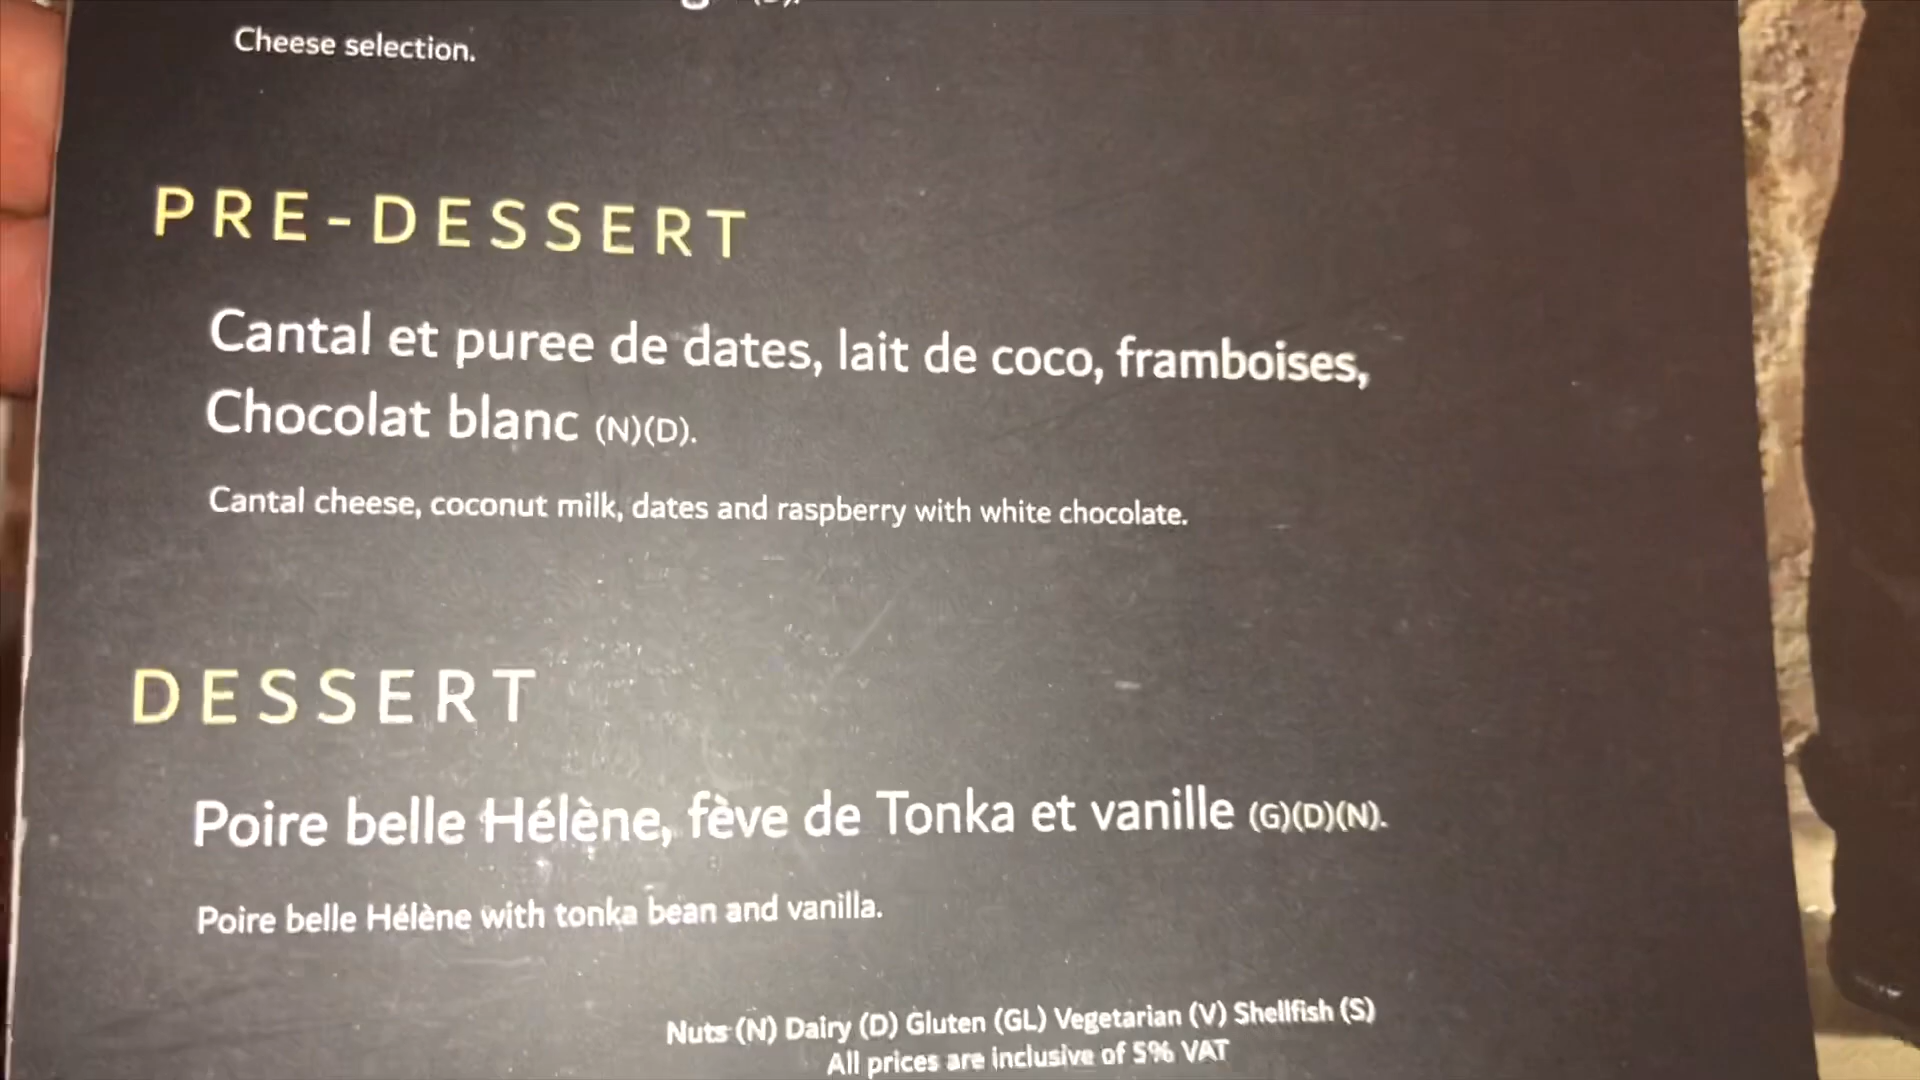 Cheese selection.
PRE-DESSERT
Cantal et puree de dates, lait de coco, framboises,
Chocolat blanc (N)(D).
Cantal cheese, coconut milk, dates and raspberry with white chocolate.
DESSERT
Poire belle Hélène, fève de Tonka et vanille (G)(D)(N).
Poire belle Hélène with tonka bean and vanilla.
Nuts (N) Dairy (D) Gluten (GL) Vegetarian (V) Shellfish (S)
All prices are inclusive of 5% VAT